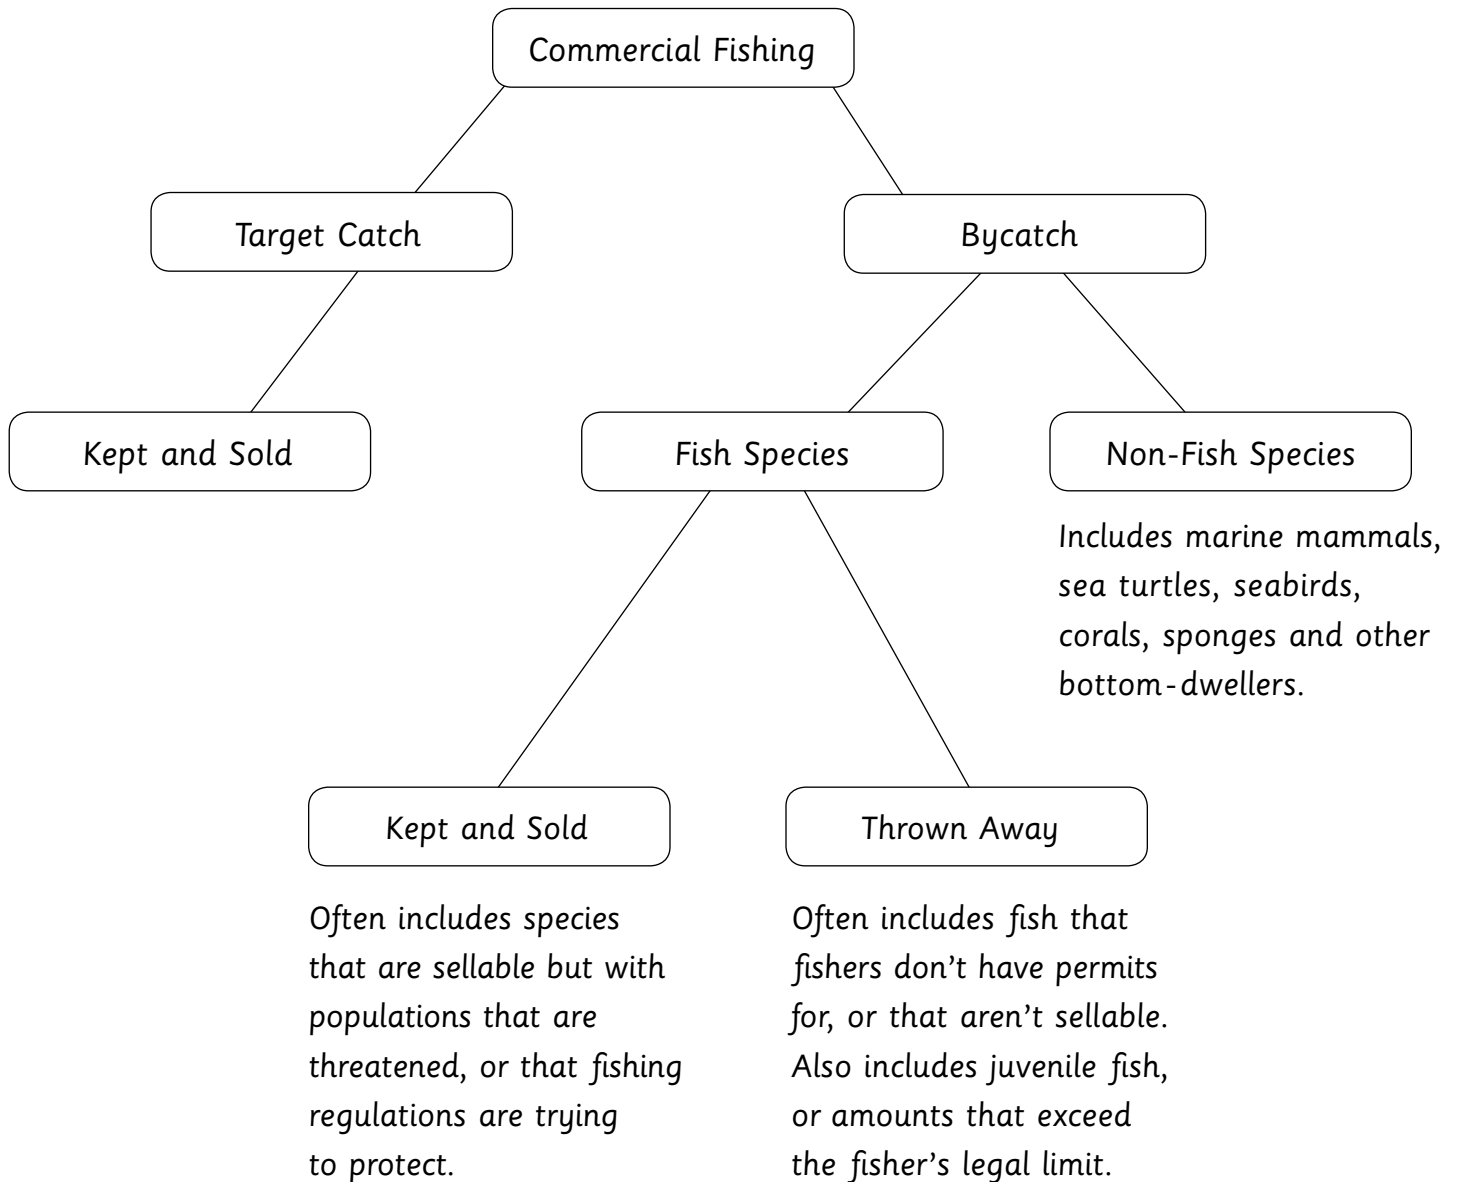 Commercial Fishing
Target Catch
Bycatch
Kept and Sold
Fish Species
Non-Fish Species
Includes marine mammals,
sea turtles, seabirds,
corals, sponges and other
bottom-dwellers.
Kept and Sold
Often includes species
that are sellable but with
populations that are
threatened, or that fishing
regulations are trying
to protect.
Thrown Away
Often includes fish that
fishers don’t have permits
for, or that aren’t sellable.
Also includes juvenile fish,
or amounts that exceed
the fisher’s legal limit.